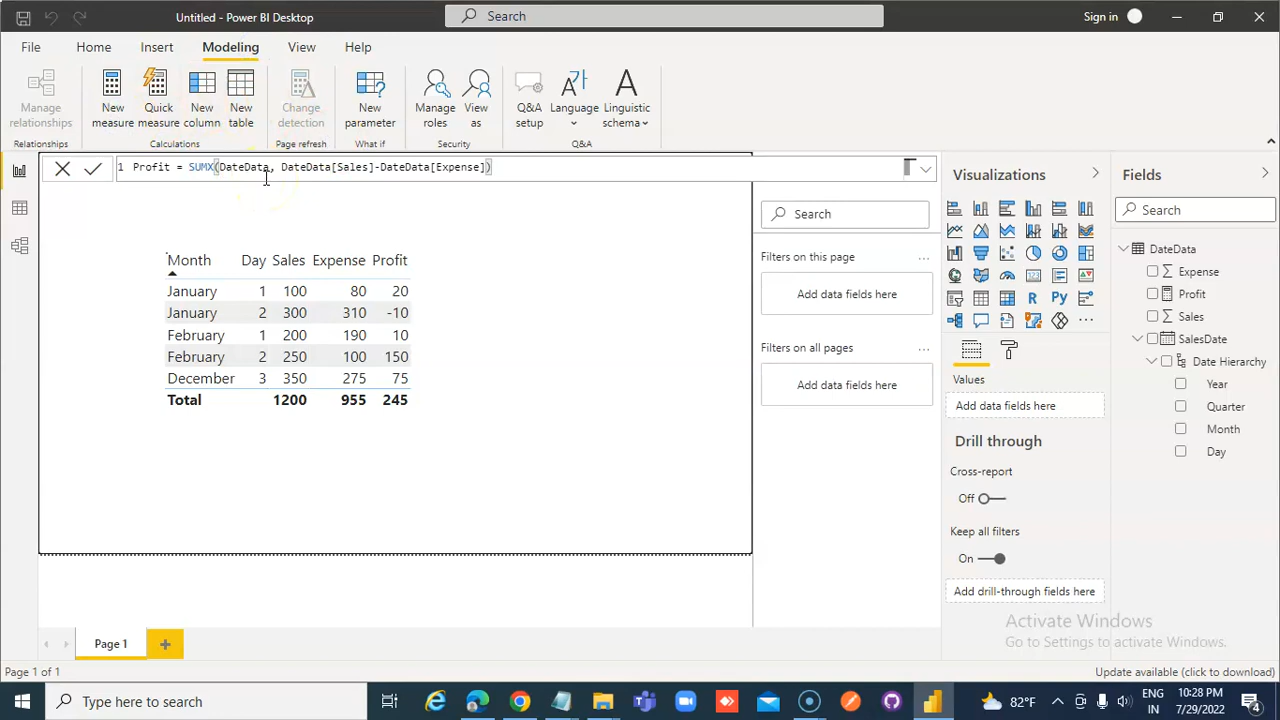 Untitled - Power BI Desktop
Search
Sign in
File
Home
Insert
Modeling
View
Help
Manage relationships
New measure
Quick measure
New column
New table
Change detection
New parameter
Manage roles
View as
Q&A setup
Language
Linguistic schema
Relationships
Calculations
Page refresh
What if
Security
Q&A
1 Profit = SUMX(DateData, DateData[Sales]-DateData[Expense])
Month Day Sales Expense Profit
January 1 100 80 20
January 2 300 310 -10
February 1 200 190 10
February 2 250 100 150
December 3 350 275 75
Total 1200 955 245
Search
Filters on this page
Add data fields here
Filters on all pages
Add data fields here
Visualizations
R
Py
123
Values
Add data fields here
Drill through
Cross-report
Off
Keep all filters
On
Add drill-through fields here
Fields
Search
DateData
Expense
Profit
Sales
SalesDate
Date Hierarchy
Year
Quarter
Month
Day
Activate Windows
Go to Settings to activate Windows.
Page 1
Page 1 of 1
Update available (click to download)
Type here to search
82°F
ENG
IN
10:28 PM
7/29/2022
4